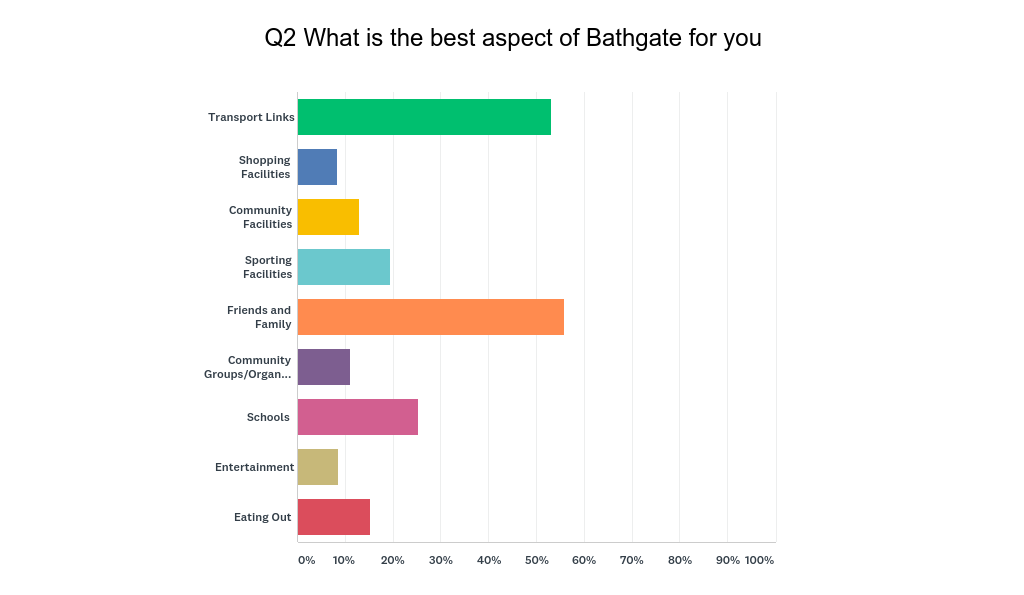 Q2 What is the best aspect of Bathgate for you
Transport Links
Shopping
Facilities
Community
Facilities
Sporting
Facilities
Friends and
Family
Community
Groups/Organ...
Schools
Entertainment
Eating Out
0% 10% 20% 30% 40% 50% 60% 70% 80% 90% 100%